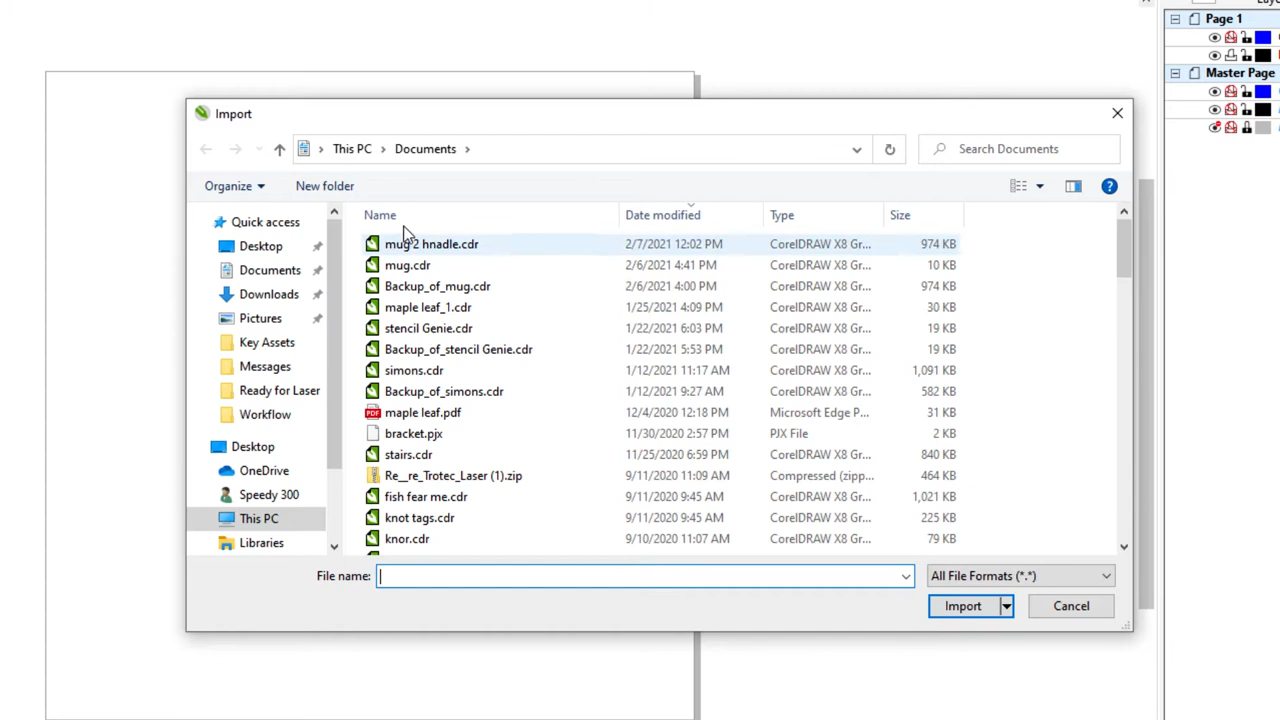 Page 1
Master Page
Import
This PC > Documents >
Search Documents
Organize
New folder
Name
Date modified
Type
Size
Quick access
Desktop
Documents
Downloads
Pictures
Key Assets
Messages
Ready for Laser
Workflow
Desktop
OneDrive
Speedy 300
This PC
Libraries
mug 2 hnadle.cdr 2/7/2021 12:02 PM CorelDRAW X8 Gr... 974 KB
mug.cdr 2/6/2021 4:41 PM CorelDRAW X8 Gr... 10 KB
Backup_of_mug.cdr 2/6/2021 4:00 PM CorelDRAW X8 Gr... 974 KB
maple leaf_1.cdr 1/25/2021 4:09 PM CorelDRAW X8 Gr... 30 KB
stencil Genie.cdr 1/22/2021 6:03 PM CorelDRAW X8 Gr... 19 KB
Backup_of_stencil Genie.cdr 1/22/2021 5:53 PM CorelDRAW X8 Gr... 19 KB
simons.cdr 1/12/2021 11:17 AM CorelDRAW X8 Gr... 1,091 KB
Backup_of_simons.cdr 1/12/2021 9:27 AM CorelDRAW X8 Gr... 582 KB
maple leaf.pdf 12/4/2020 12:18 PM Microsoft Edge P... 31 KB
bracket.pjx 11/30/2020 2:57 PM PJX File 2 KB
stairs.cdr 11/25/2020 6:59 PM CorelDRAW X8 Gr... 840 KB
Re__re_Trotec_Laser (1).zip 9/11/2020 11:09 AM Compressed (zipp... 464 KB
fish fear me.cdr 9/11/2020 9:45 AM CorelDRAW X8 Gr... 1,021 KB
knot tags.cdr 9/11/2020 9:45 AM CorelDRAW X8 Gr... 225 KB
knor.cdr 9/10/2020 11:07 AM CorelDRAW X8 Gr... 79 KB
File name:
All File Formats (*.*)
Import
Cancel